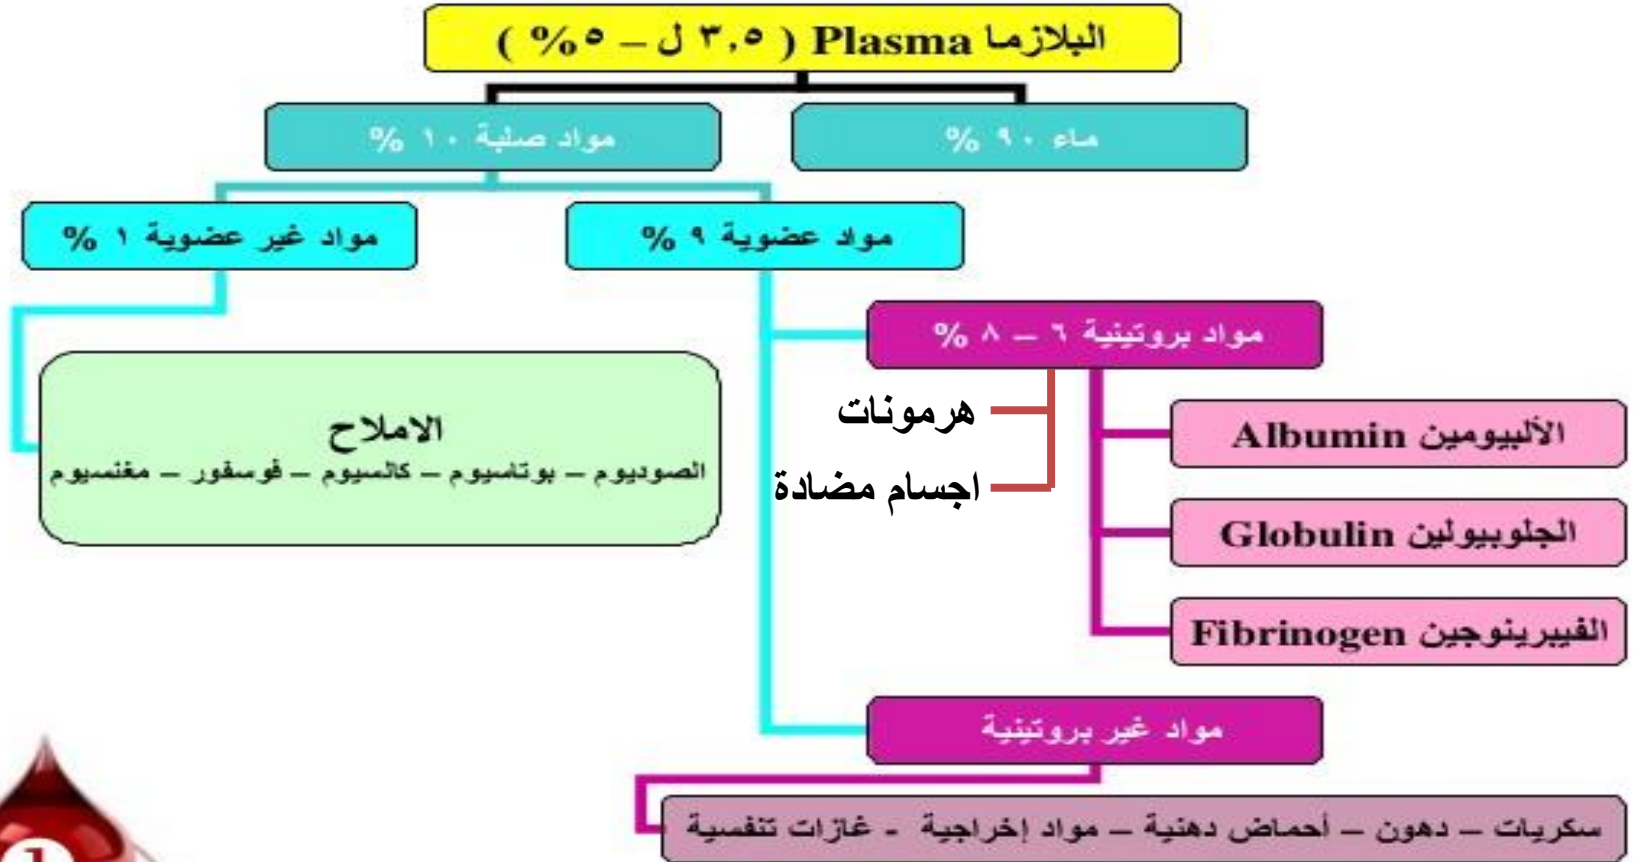 البلازما Plasma ( ٣,٥ ل – ٥% )
ماء ٩٠ %
مواد صلبة ١٠ %
مواد عضوية ٩ %
مواد غير عضوية ١ %
مواد بروتينية ٦ – ٨ %
هرمونات
اجسام مضادة
الألبيومين Albumin
الجلوبيولين Globulin
الفيبرينوجين Fibrinogen
الاملاح
الصوديوم – بوتاسيوم – كالسيوم – فوسفور – مغنسيوم
مواد غير بروتينية
سكريات – دهون – أحماض دهنية – مواد إخراجية - غازات تنفسية